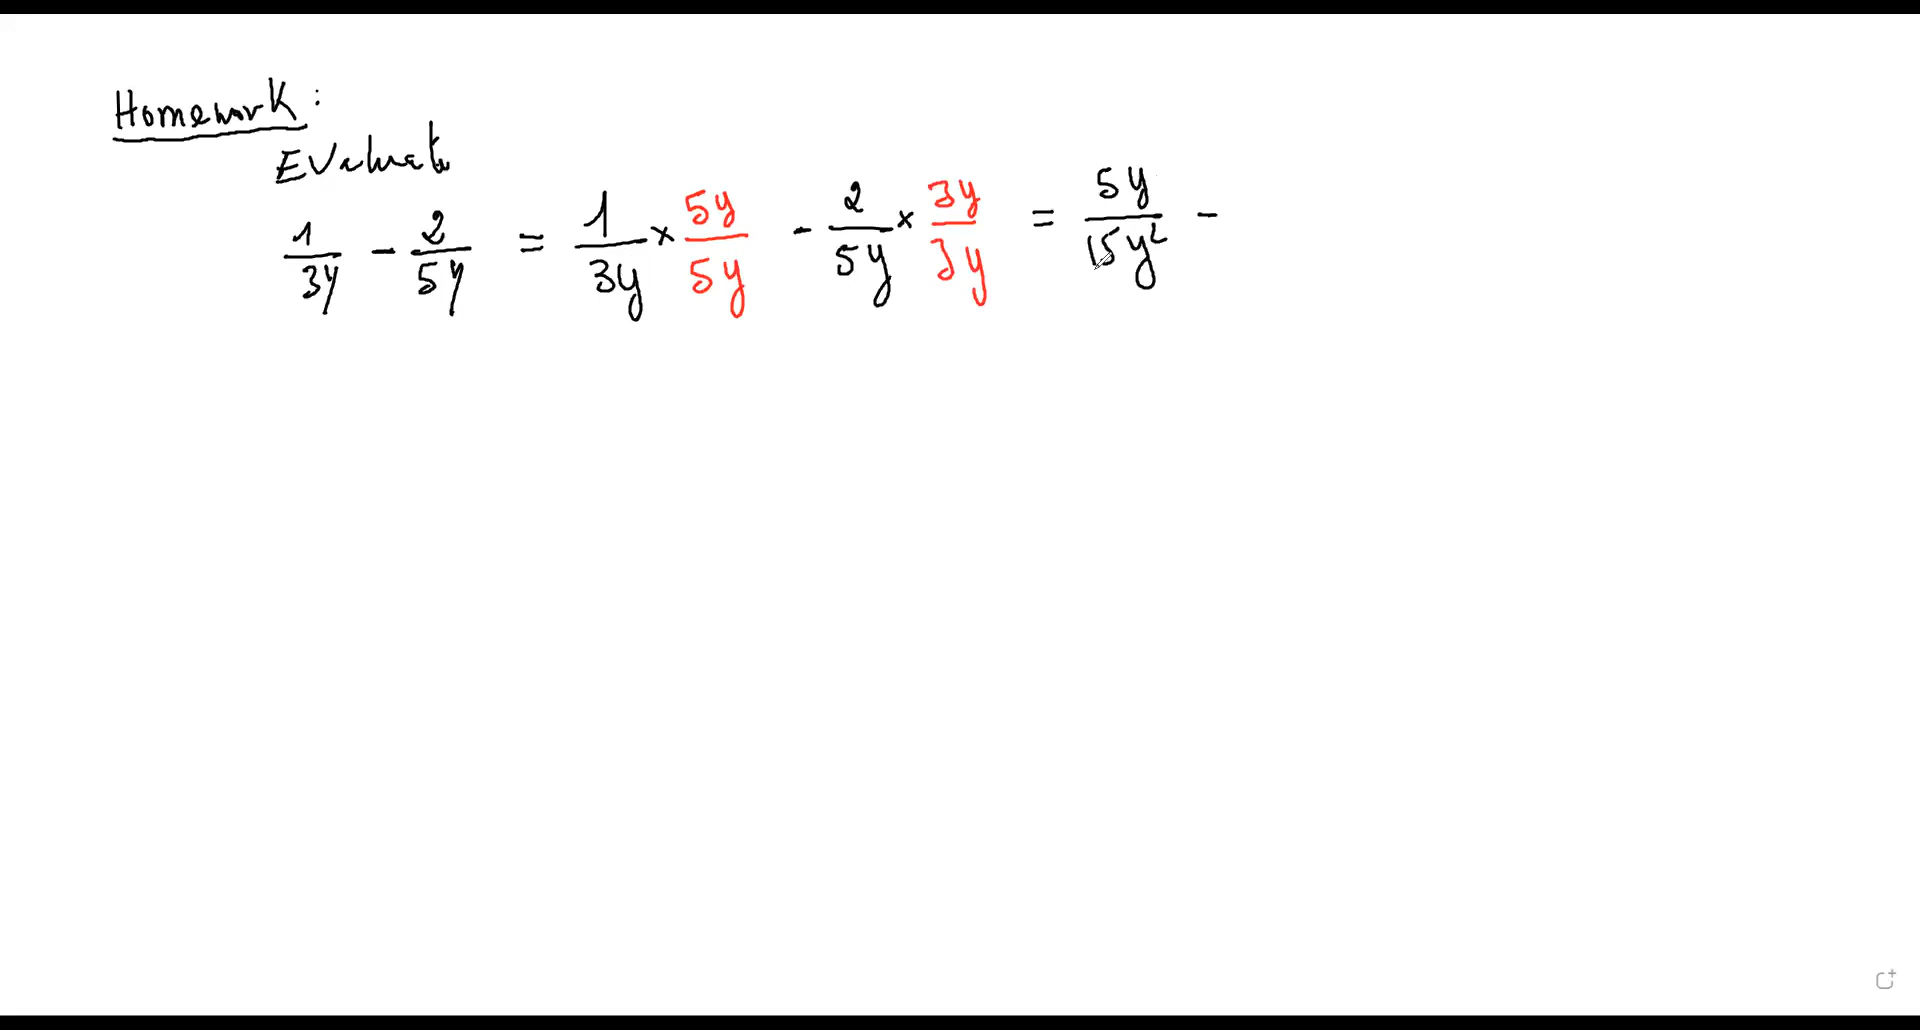 Homework:
Evaluate
1/3y - 2/5y = 1/3y × 5y/5y - 2/5y × 3y/3y = 5y/15y² -